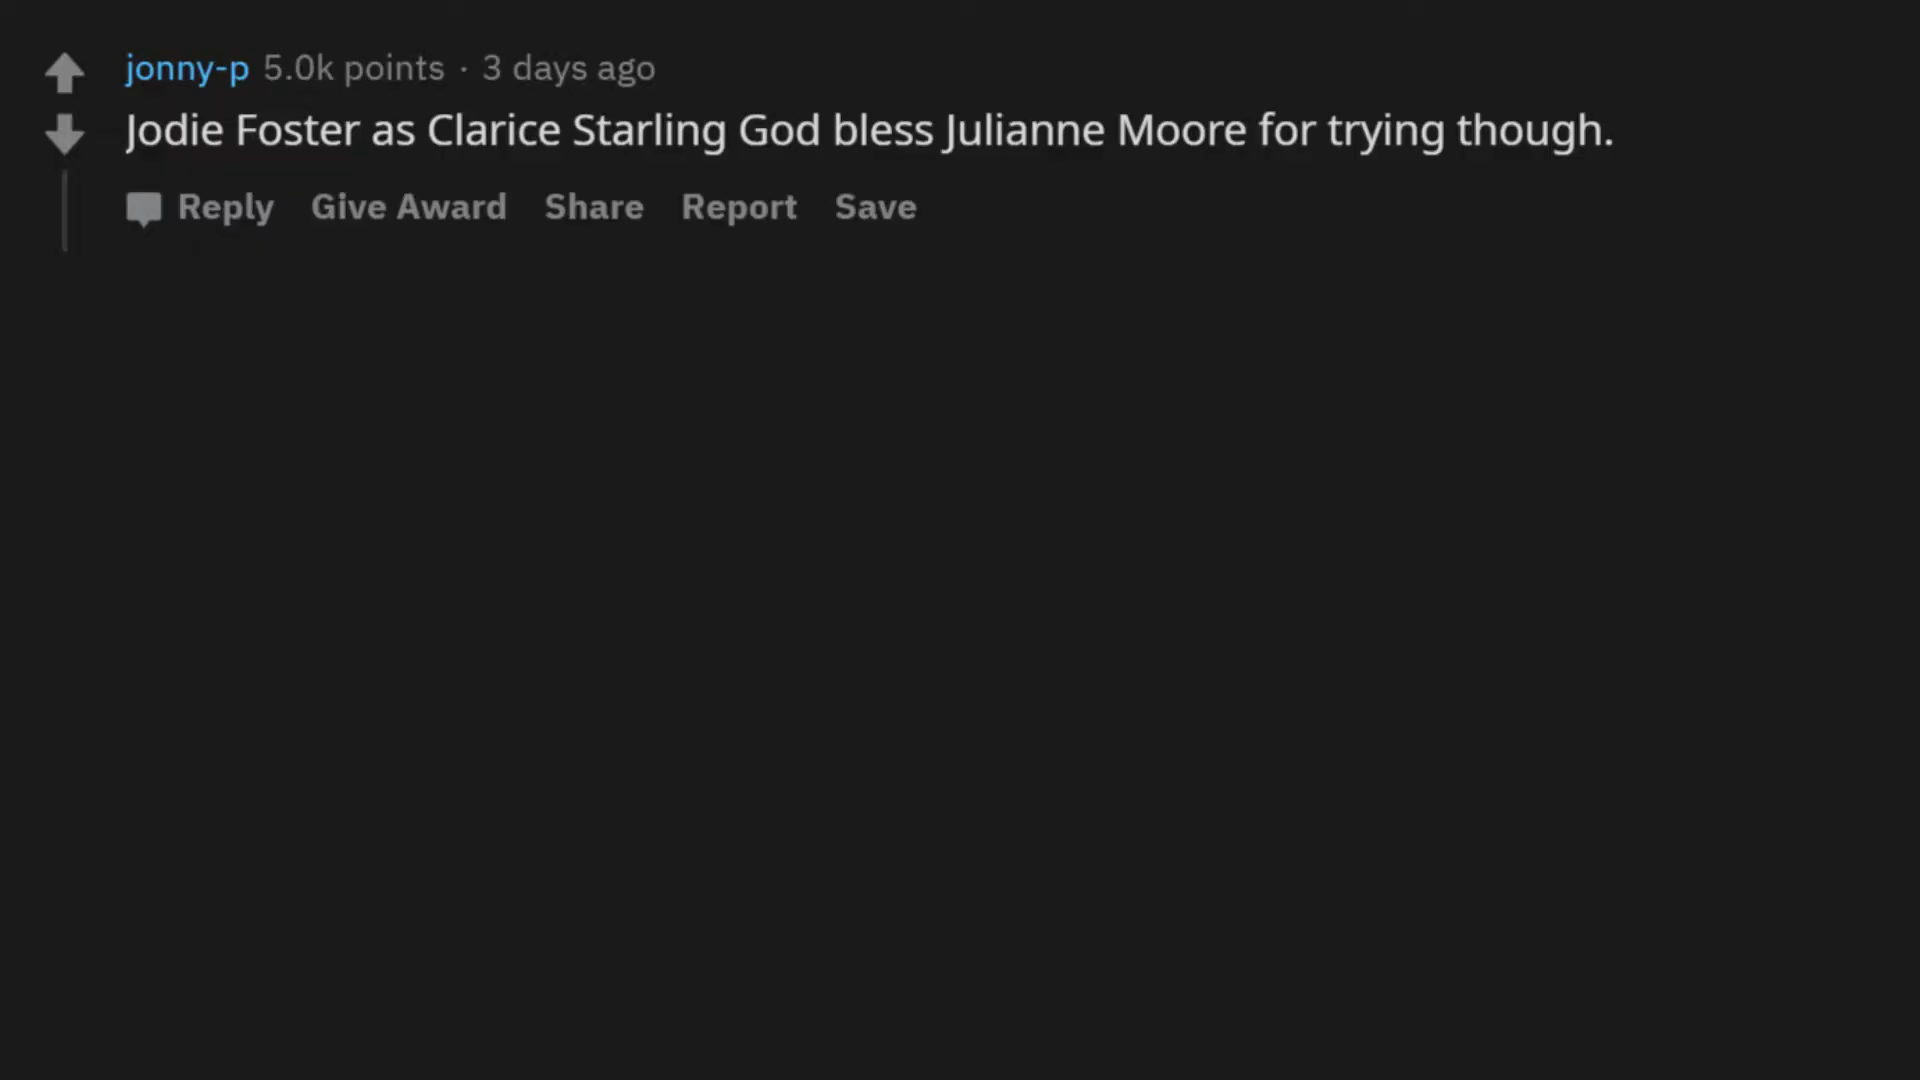 jonny-p 5.0k points · 3 days ago
Jodie Foster as Clarice Starling God bless Julianne Moore for trying though.
Reply Give Award Share Report Save